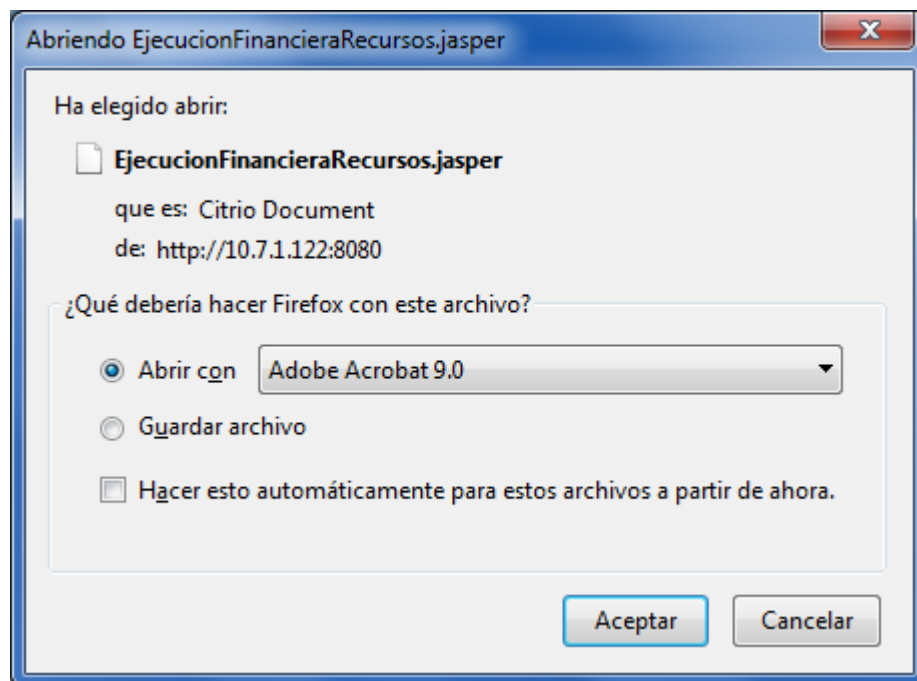 Abriendo EjecucionFinancieraRecursos.jasper
Ha elegido abrir:
EjecucionFinancieraRecursos.jasper
que es: Citrio Document
de: http://10.7.1.122:8080
¿Qué debería hacer Firefox con este archivo?
Abrir con Adobe Acrobat 9.0
Guardar archivo
Hacer esto automáticamente para estos archivos a partir de ahora.
Aceptar Cancelar